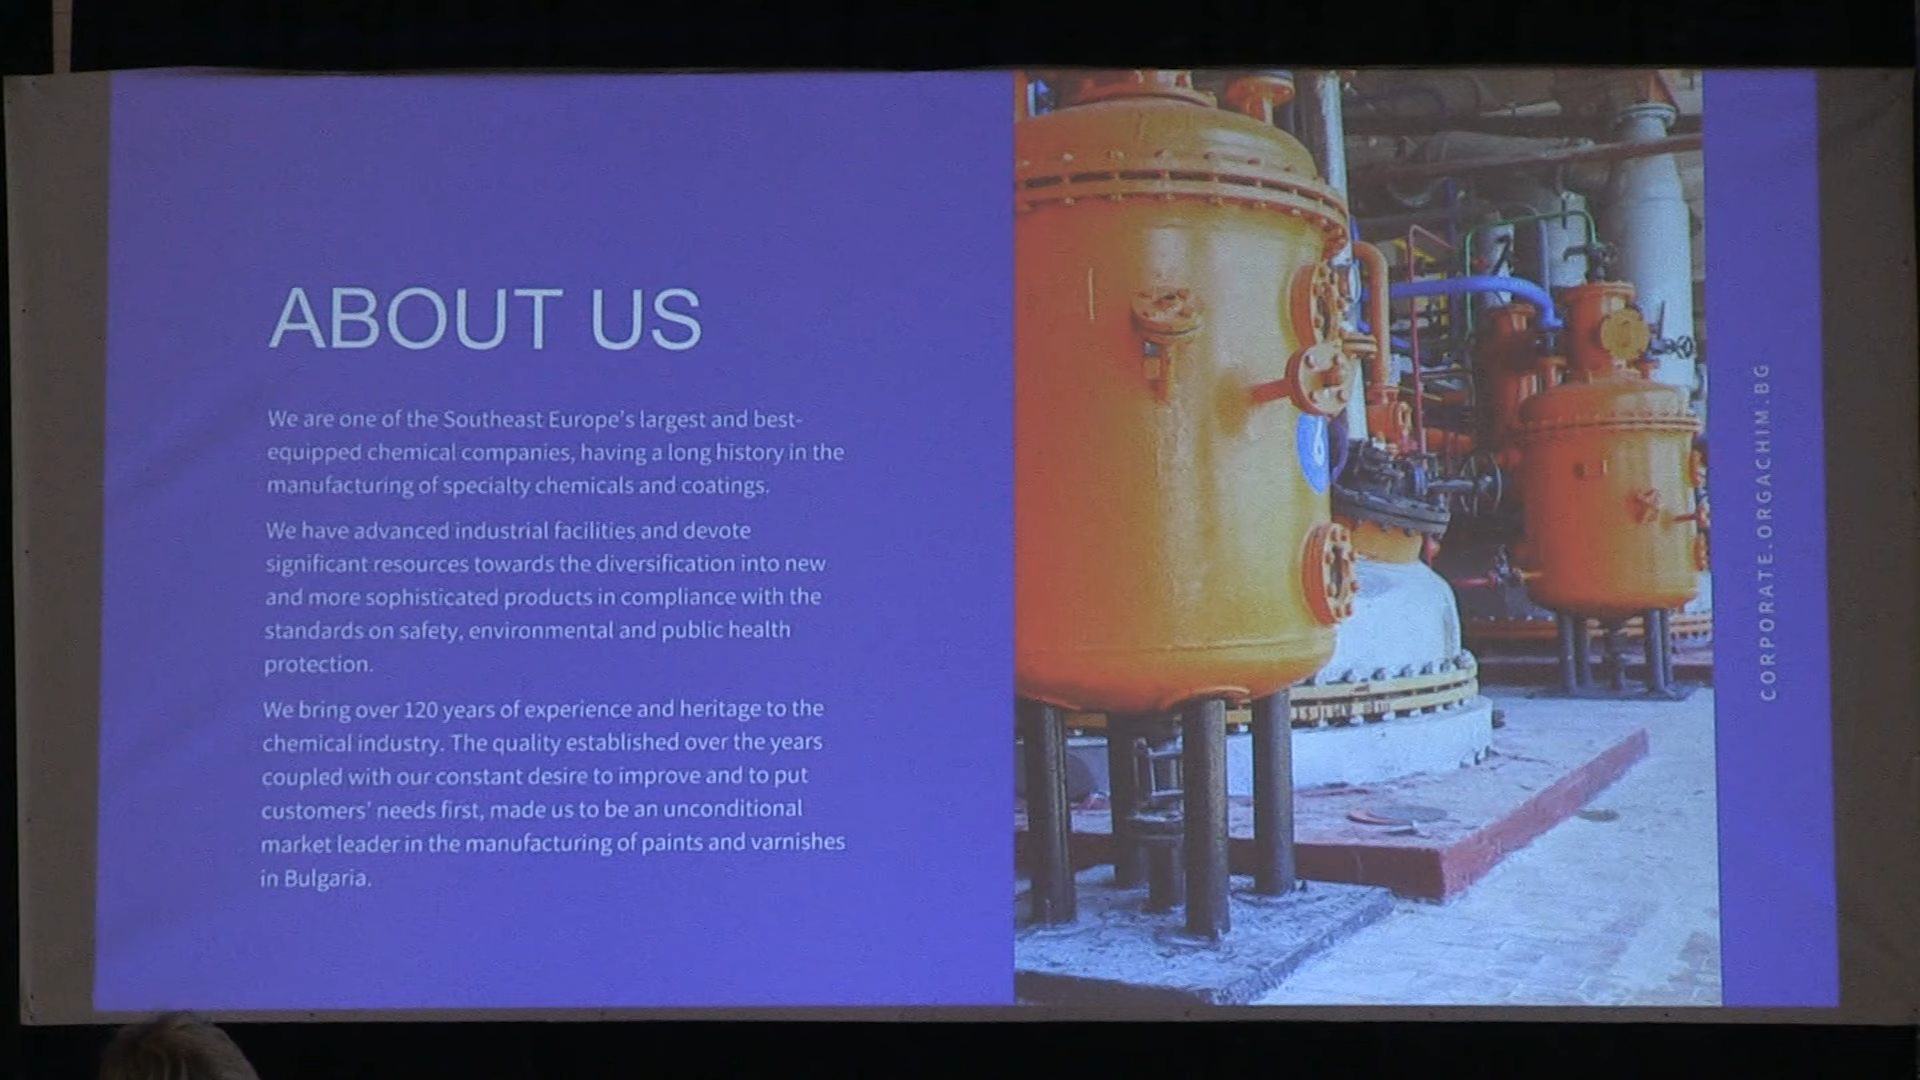 ABOUT US
We are one of the Southeast Europe's largest and best-
equipped chemical companies, having a long history in the
manufacturing of specialty chemicals and coatings.
We have advanced industrial facilities and devote
significant resources towards the diversification into new
and more sophisticated products in compliance with the
standards on safety, environmental and public health
protection.
We bring over 120 years of experience and heritage to the
chemical industry. The quality established over the years
coupled with our constant desire to improve and to put
customers' needs first, made us to be an unconditional
market leader in the manufacturing of paints and varnishes
in Bulgaria.
CORPORATE.ORGACHIM.BG